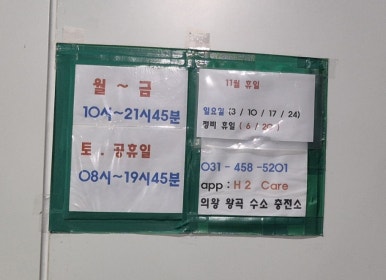 월 ~ 금
10시~21시45분
토 . 공휴일
08시~19시45분
11월 휴일
일요일 (3 / 10 / 17 / 24)
정비 휴일 ( 6 / 20 )
031 - 458 -5201
app : H 2 Care
의왕 왕곡 수소 충전소